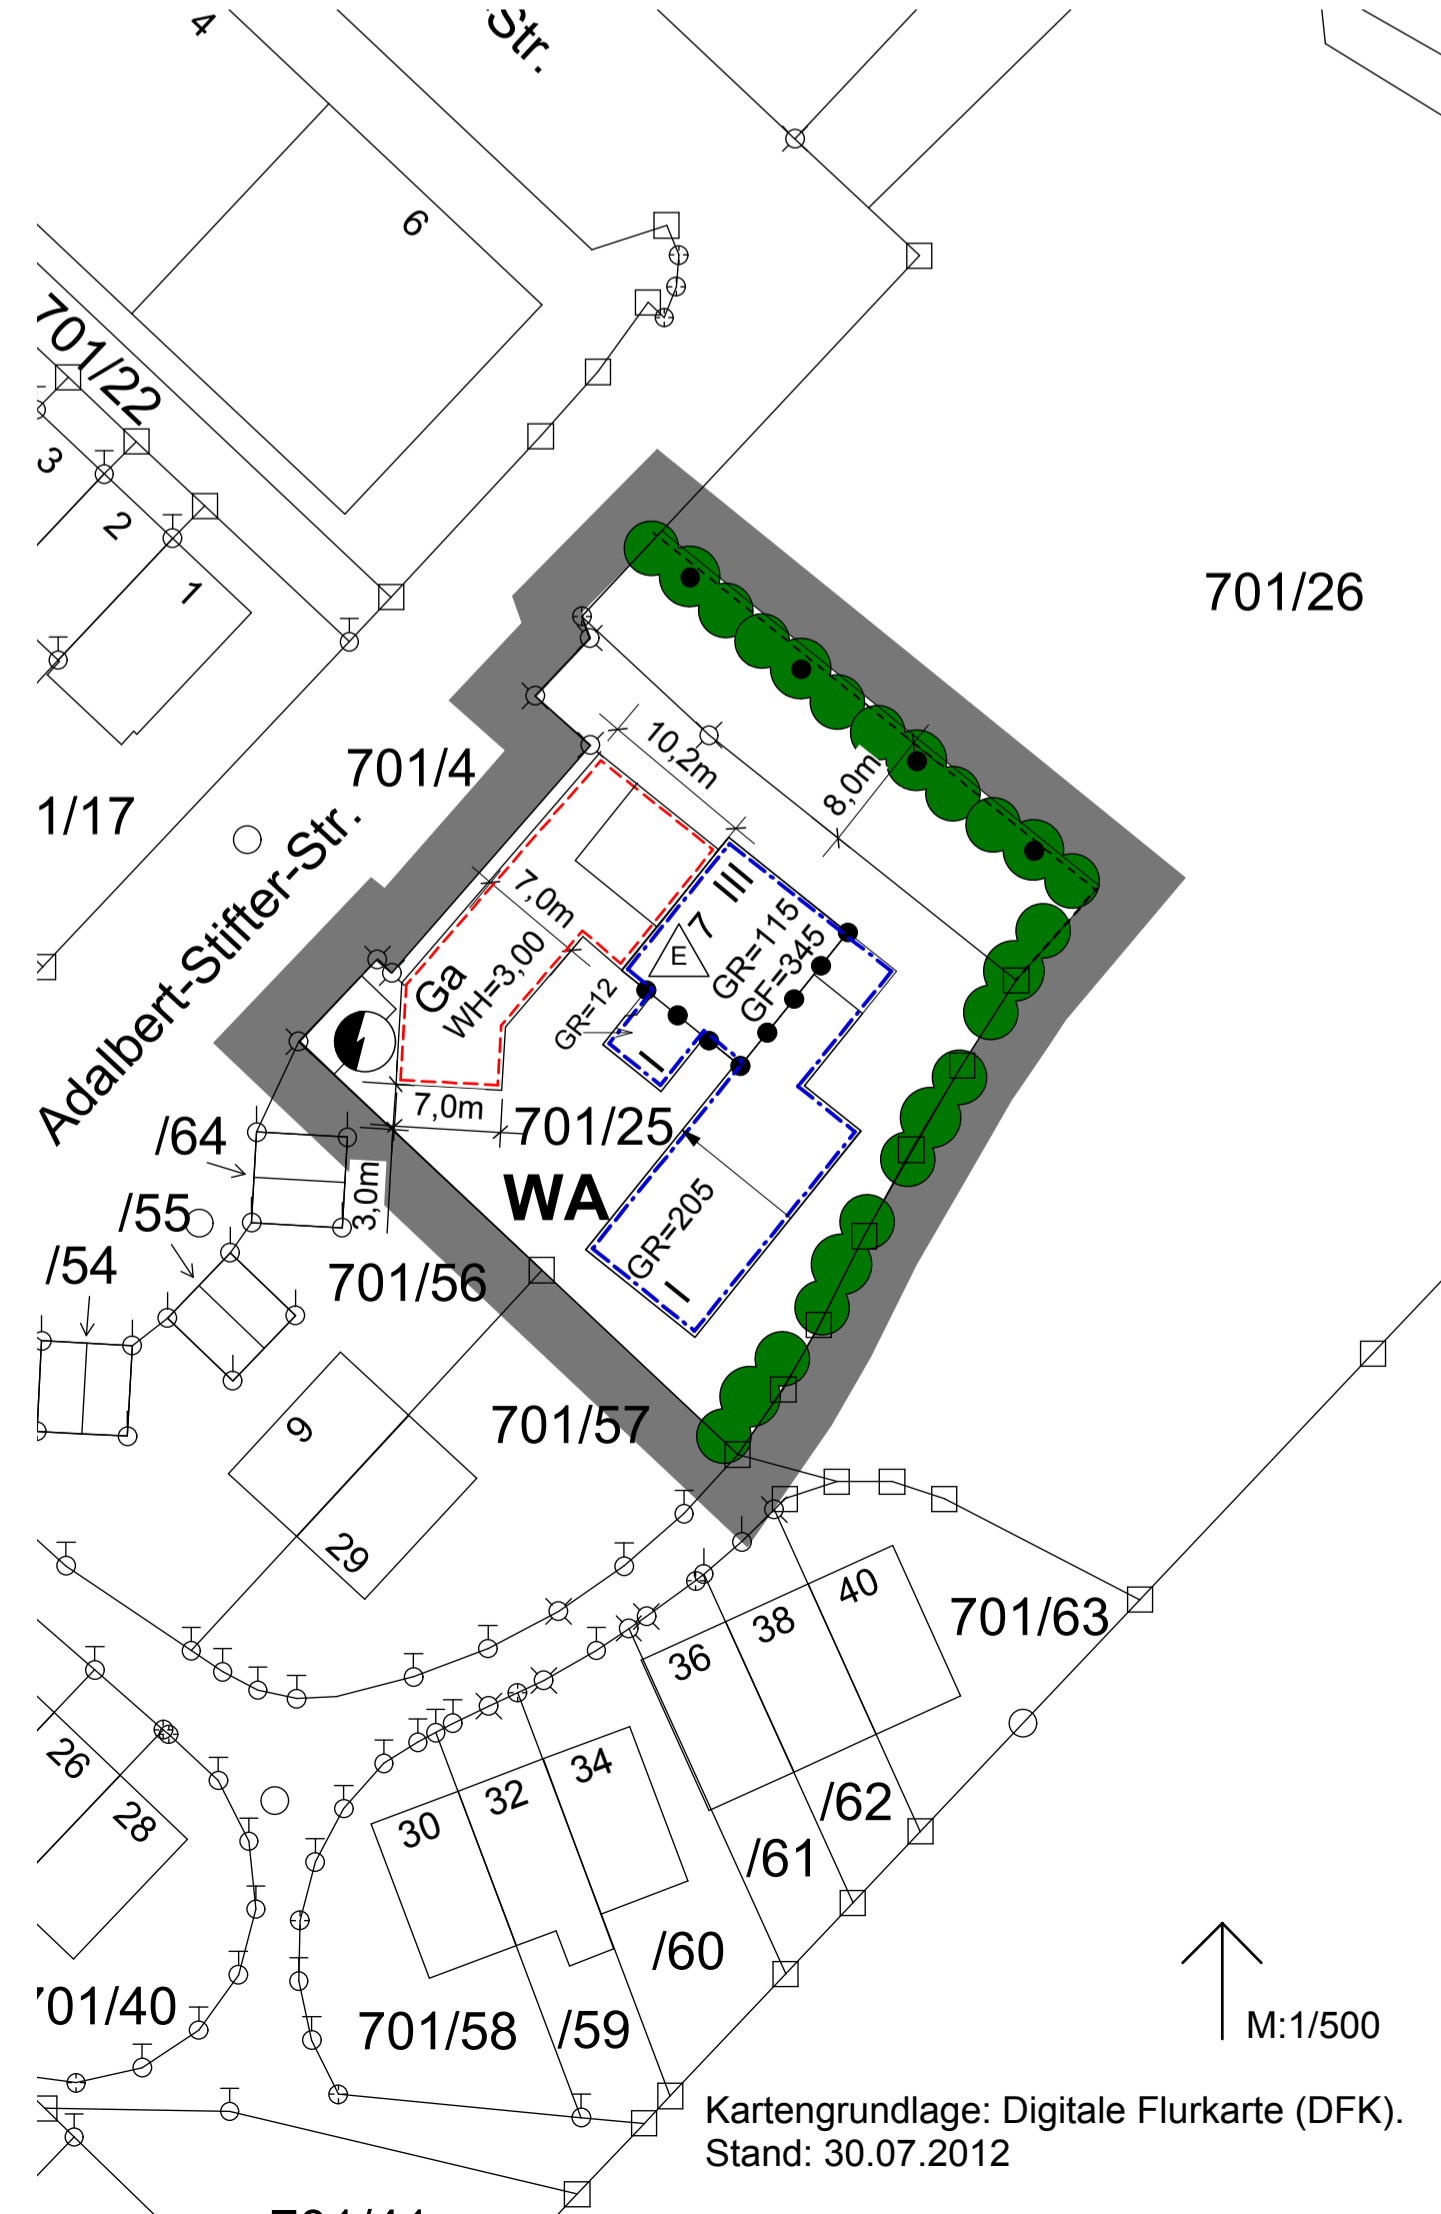 4
Str.
6
701/22
3
2
1
701/26
701/4
1/17
Adalbert-Stifter-Str.
10,2m
8,0m
7,0m
III
7
E
GR=115
GF=345
Ga
WH=3,00
GR=12
I
7,0m
701/25
WA
3,0m
/64
/55
/54
701/56
GR=205
I
701/57
9
29
40
38
36
701/63
26
28
34
32
30
/62
/61
/60
701/40
701/58
/59
M:1/500
Kartengrundlage: Digitale Flurkarte (DFK).
Stand: 30.07.2012